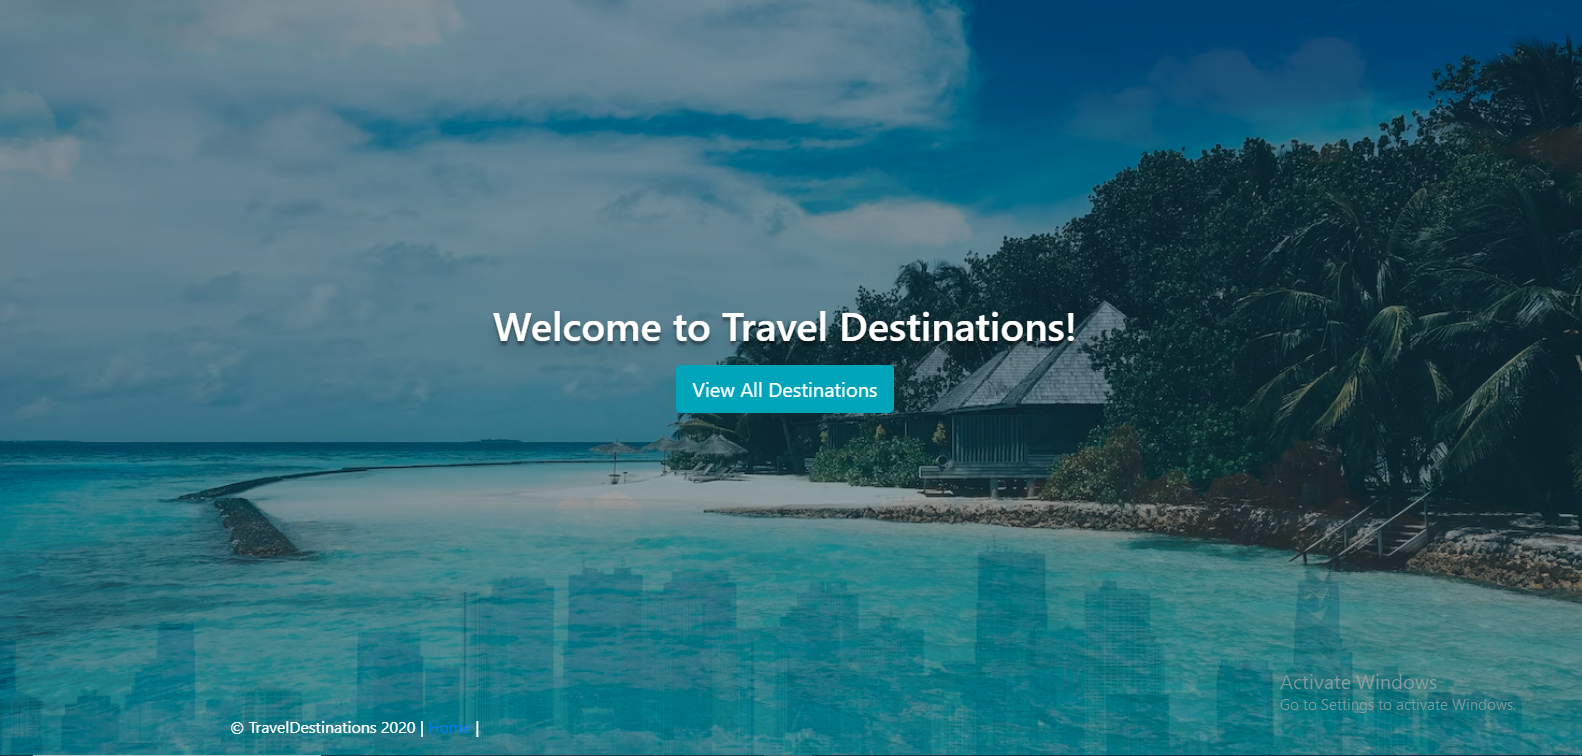 Welcome to Travel Destinations!
View All Destinations
Activate Windows
Go to Settings to activate Windows.
© TravelDestinations 2020 | Home |